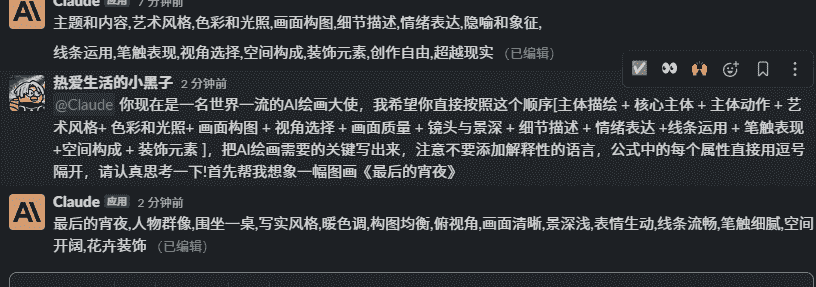 Claude 应用 7 分钟前
主题和内容,艺术风格,色彩和光照,画面构图,细节描述,情绪表达,隐喻和象征,
线条运用,笔触表现,视角选择,空间构成,装饰元素,创作自由,超越现实 (已编辑)
热爱生活的小黑子 2 分钟前
@Claude 你现在是一名世界一流的AI绘画大使，我希望你直接按照这个顺序[主体描绘 + 核心主体 + 主体动作 + 艺
术风格+ 色彩和光照+ 画面构图 + 视角选择 + 画面质量 + 镜头与景深 + 细节描述 + 情绪表达 +线条运用 + 笔触表现
+空间构成 + 装饰元素 ]，把AI绘画需要的关键写出来，注意不要添加解释性的语言，公式中的每个属性直接用逗号
隔开，请认真思考一下!首先帮我想象一幅图画《最后的宵夜》
Claude 应用 2 分钟前
最后的宵夜,人物群像,围坐一桌,写实风格,暖色调,构图均衡,俯视角,画面清晰,景深浅,表情生动,线条流畅,笔触细腻,空间
开阔,花卉装饰 (已编辑)